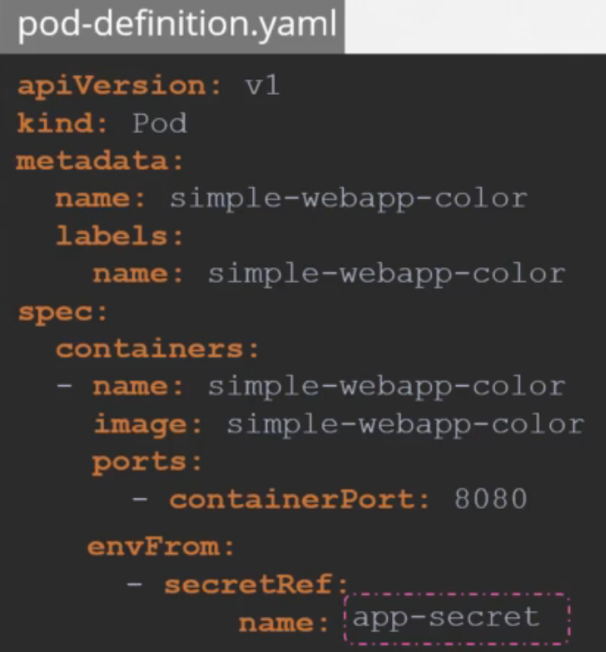 pod-definition.yaml
apiVersion: v1
kind: Pod
metadata:
  name: simple-webapp-color
  labels:
    name: simple-webapp-color
spec:
  containers:
  - name: simple-webapp-color
    image: simple-webapp-color
    ports:
      - containerPort: 8080
    envFrom:
      - secretRef:
            name: app-secret